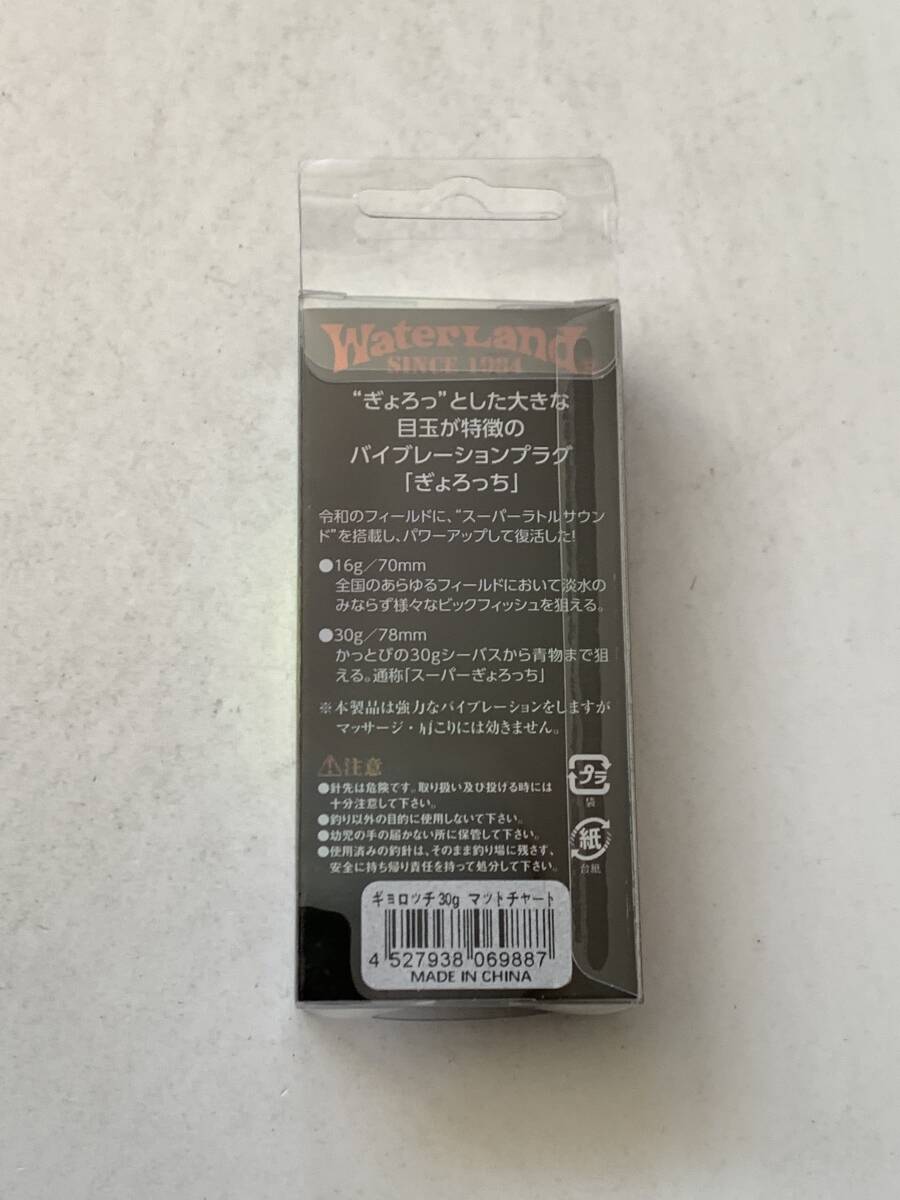 WaterLand
SINCE 1984
“ぎょろっ”とした大きな
目玉が特徴の
バイブレーションプラグ
「ぎょろっち」
令和のフィールドに、“スーパーラトルサウン
ド”を搭載し、パワーアップして復活した!
●16g/70mm
全国のあらゆるフィールドにおいて淡水の
みならず様々なビックフィッシュを狙える。
●30g/78mm
かっとびの30gシーバスから青物まで狙
える。通称「スーパーぎょろっち」
※本製品は強力なバイブレーションをしますが
マッサージ・肩こりには効きません。
⚠注意
●針先は危険です。取り扱い及び投げる時には
十分注意して下さい。
●釣り以外の目的に使用しないで下さい。
●幼児の手の届かない所に保管して下さい。
●使用済みの釣針は、そのまま釣り場に残さず、
安全に持ち帰り責任を持って処分して下さい。
プラ
袋
紙
台紙
ギョロッチ30g マットチャート
4 527938 069887
MADE IN CHINA